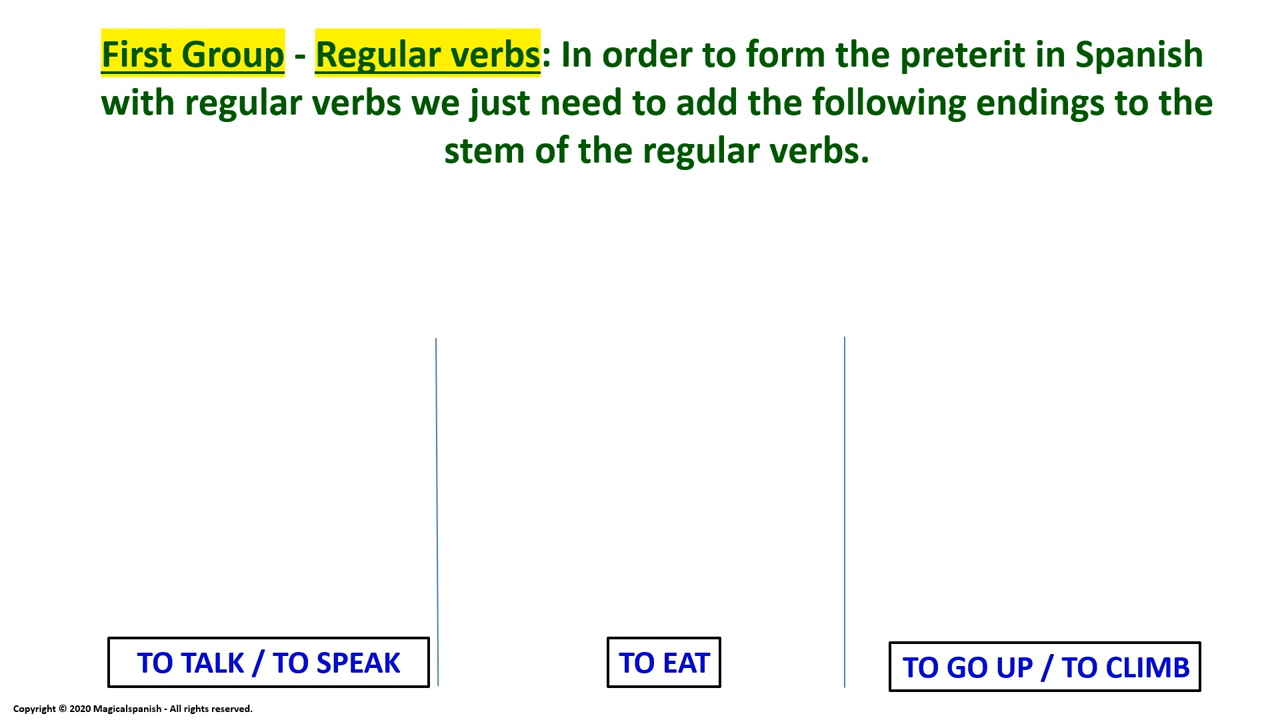 First Group - Regular verbs: In order to form the preterit in Spanish
with regular verbs we just need to add the following endings to the
stem of the regular verbs.
TO TALK / TO SPEAK
TO EAT
TO GO UP / TO CLIMB
Copyright © 2020 Magicalspanish - All rights reserved.